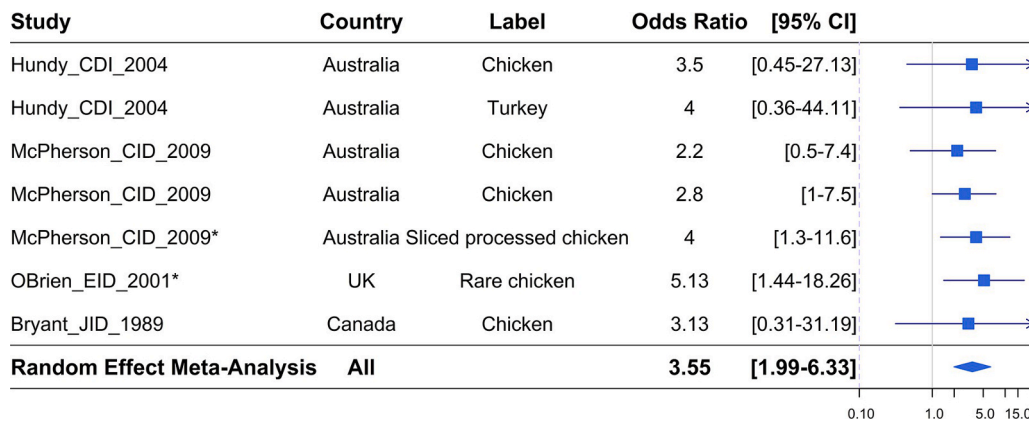 Study Country Label Odds Ratio [95% CI]
Hundy_CDI_2004 Australia Chicken 3.5 [0.45-27.13]
Hundy_CDI_2004 Australia Turkey 4 [0.36-44.11]
McPherson_CID_2009 Australia Chicken 2.2 [0.5-7.4]
McPherson_CID_2009 Australia Chicken 2.8 [1-7.5]
McPherson_CID_2009* Australia Sliced processed chicken 4 [1.3-11.6]
OBrien_EID_2001* UK Rare chicken 5.13 [1.44-18.26]
Bryant_JID_1989 Canada Chicken 3.13 [0.31-31.19]
Random Effect Meta-Analysis All 3.55 [1.99-6.33]
0.10 1.0 5.0 15.0